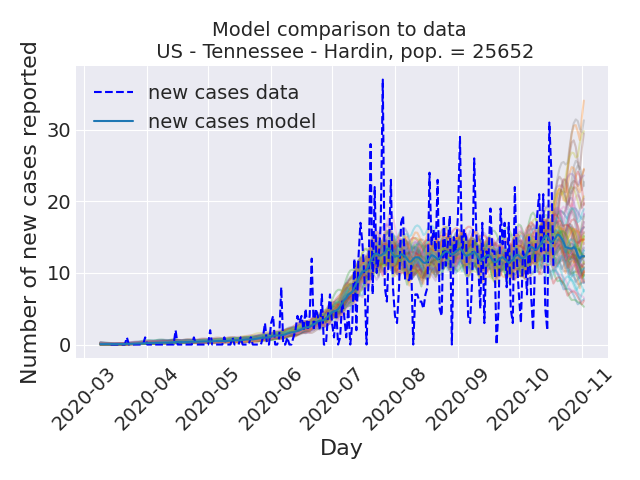 Model comparison to data
US - Tennessee - Hardin, pop. = 25652
Number of new cases reported
new cases data
new cases model
30
20
10
0
2020-03
2020-04
2020-05
2020-06
2020-07
2020-08
2020-09
2020-10
2020-11
Day